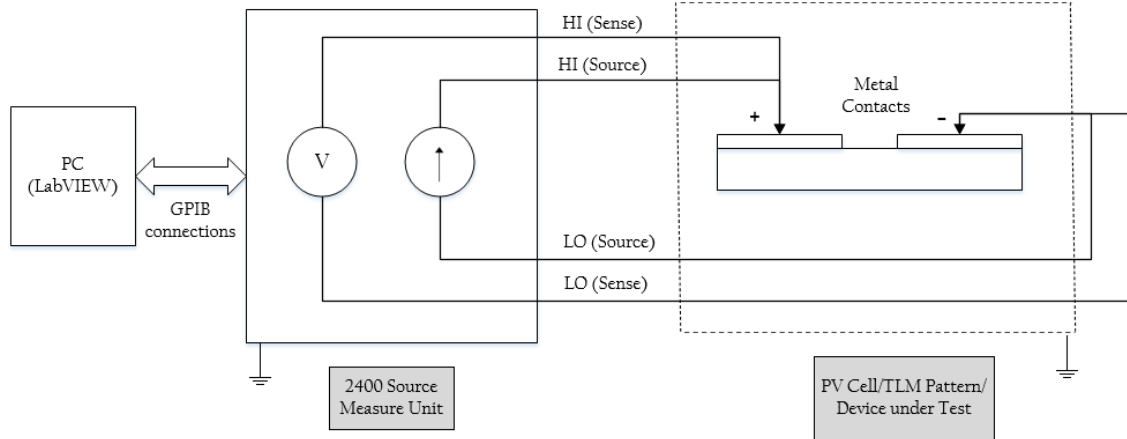 HI (Sense)
HI (Source)
Metal
Contacts
+
-
PC
(LabVIEW)
V
GPIB
connections
LO (Source)
LO (Sense)
2400 Source
Measure Unit
PV Cell/TLM Pattern/
Device under Test